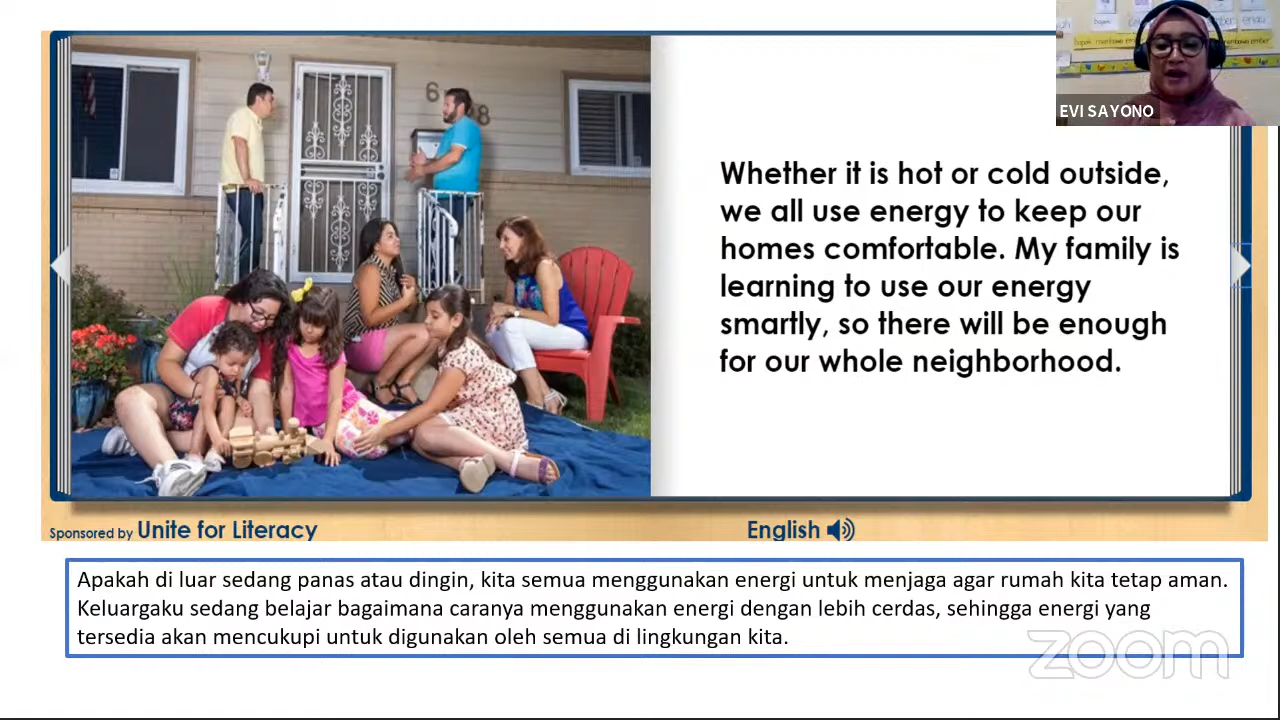 EVI SAYONO
Whether it is hot or cold outside,
we all use energy to keep our
homes comfortable. My family is
learning to use our energy
smartly, so there will be enough
for our whole neighborhood.
Sponsored by Unite for Literacy
English
Apakah di luar sedang panas atau dingin, kita semua menggunakan energi untuk menjaga agar rumah kita tetap aman.
Keluargaku sedang belajar bagaimana caranya menggunakan energi dengan lebih cerdas, sehingga energi yang
tersedia akan mencukupi untuk digunakan oleh semua di lingkungan kita.
zoom